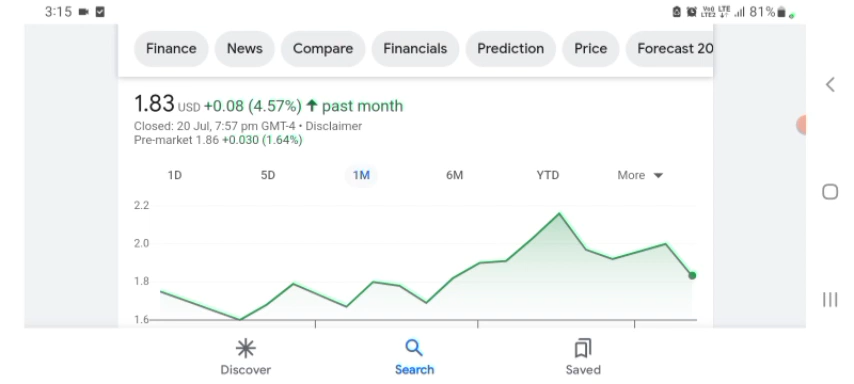 3:15
81%
Finance News Compare Financials Prediction Price Forecast 20
1.83 USD +0.08 (4.57%) ↑ past month
Closed: 20 Jul, 7:57 pm GMT-4 • Disclaimer
Pre-market 1.86 +0.030 (1.64%)
1D 5D 1M 6M YTD More
2.2
2.0
1.8
1.6
Discover Search Saved